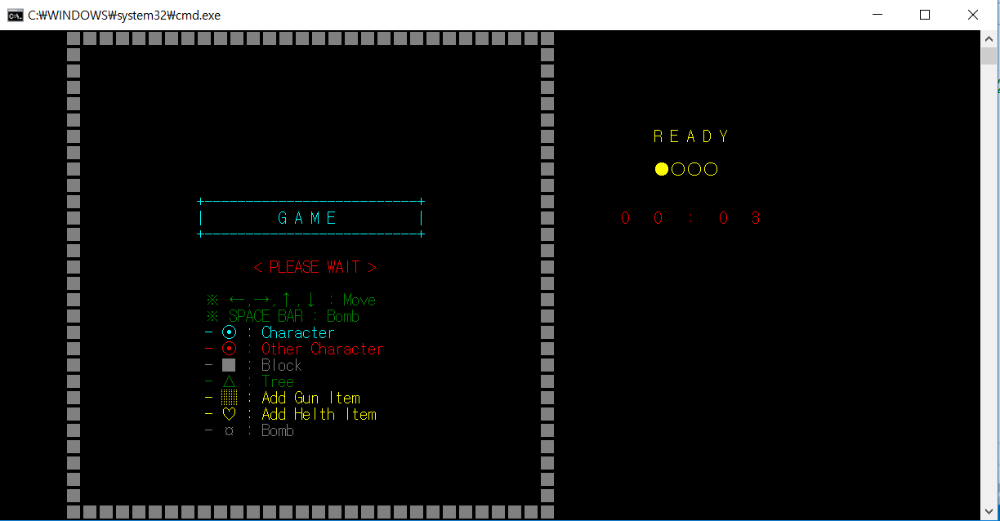 C:₩WINDOWS₩system32₩cmd.exe
R E A D Y
●○○○
G A M E
0 0 : 0 3
< PLEASE WAIT >
※ ←,→,↑,↓ : Move
※ SPACE BAR : Bomb
- ⊙ : Character
- ⊙ : Other Character
- ■ : Block
- △ : Tree
- ▒ : Add Gun Item
- ♡ : Add Helth Item
- ¤ : Bomb